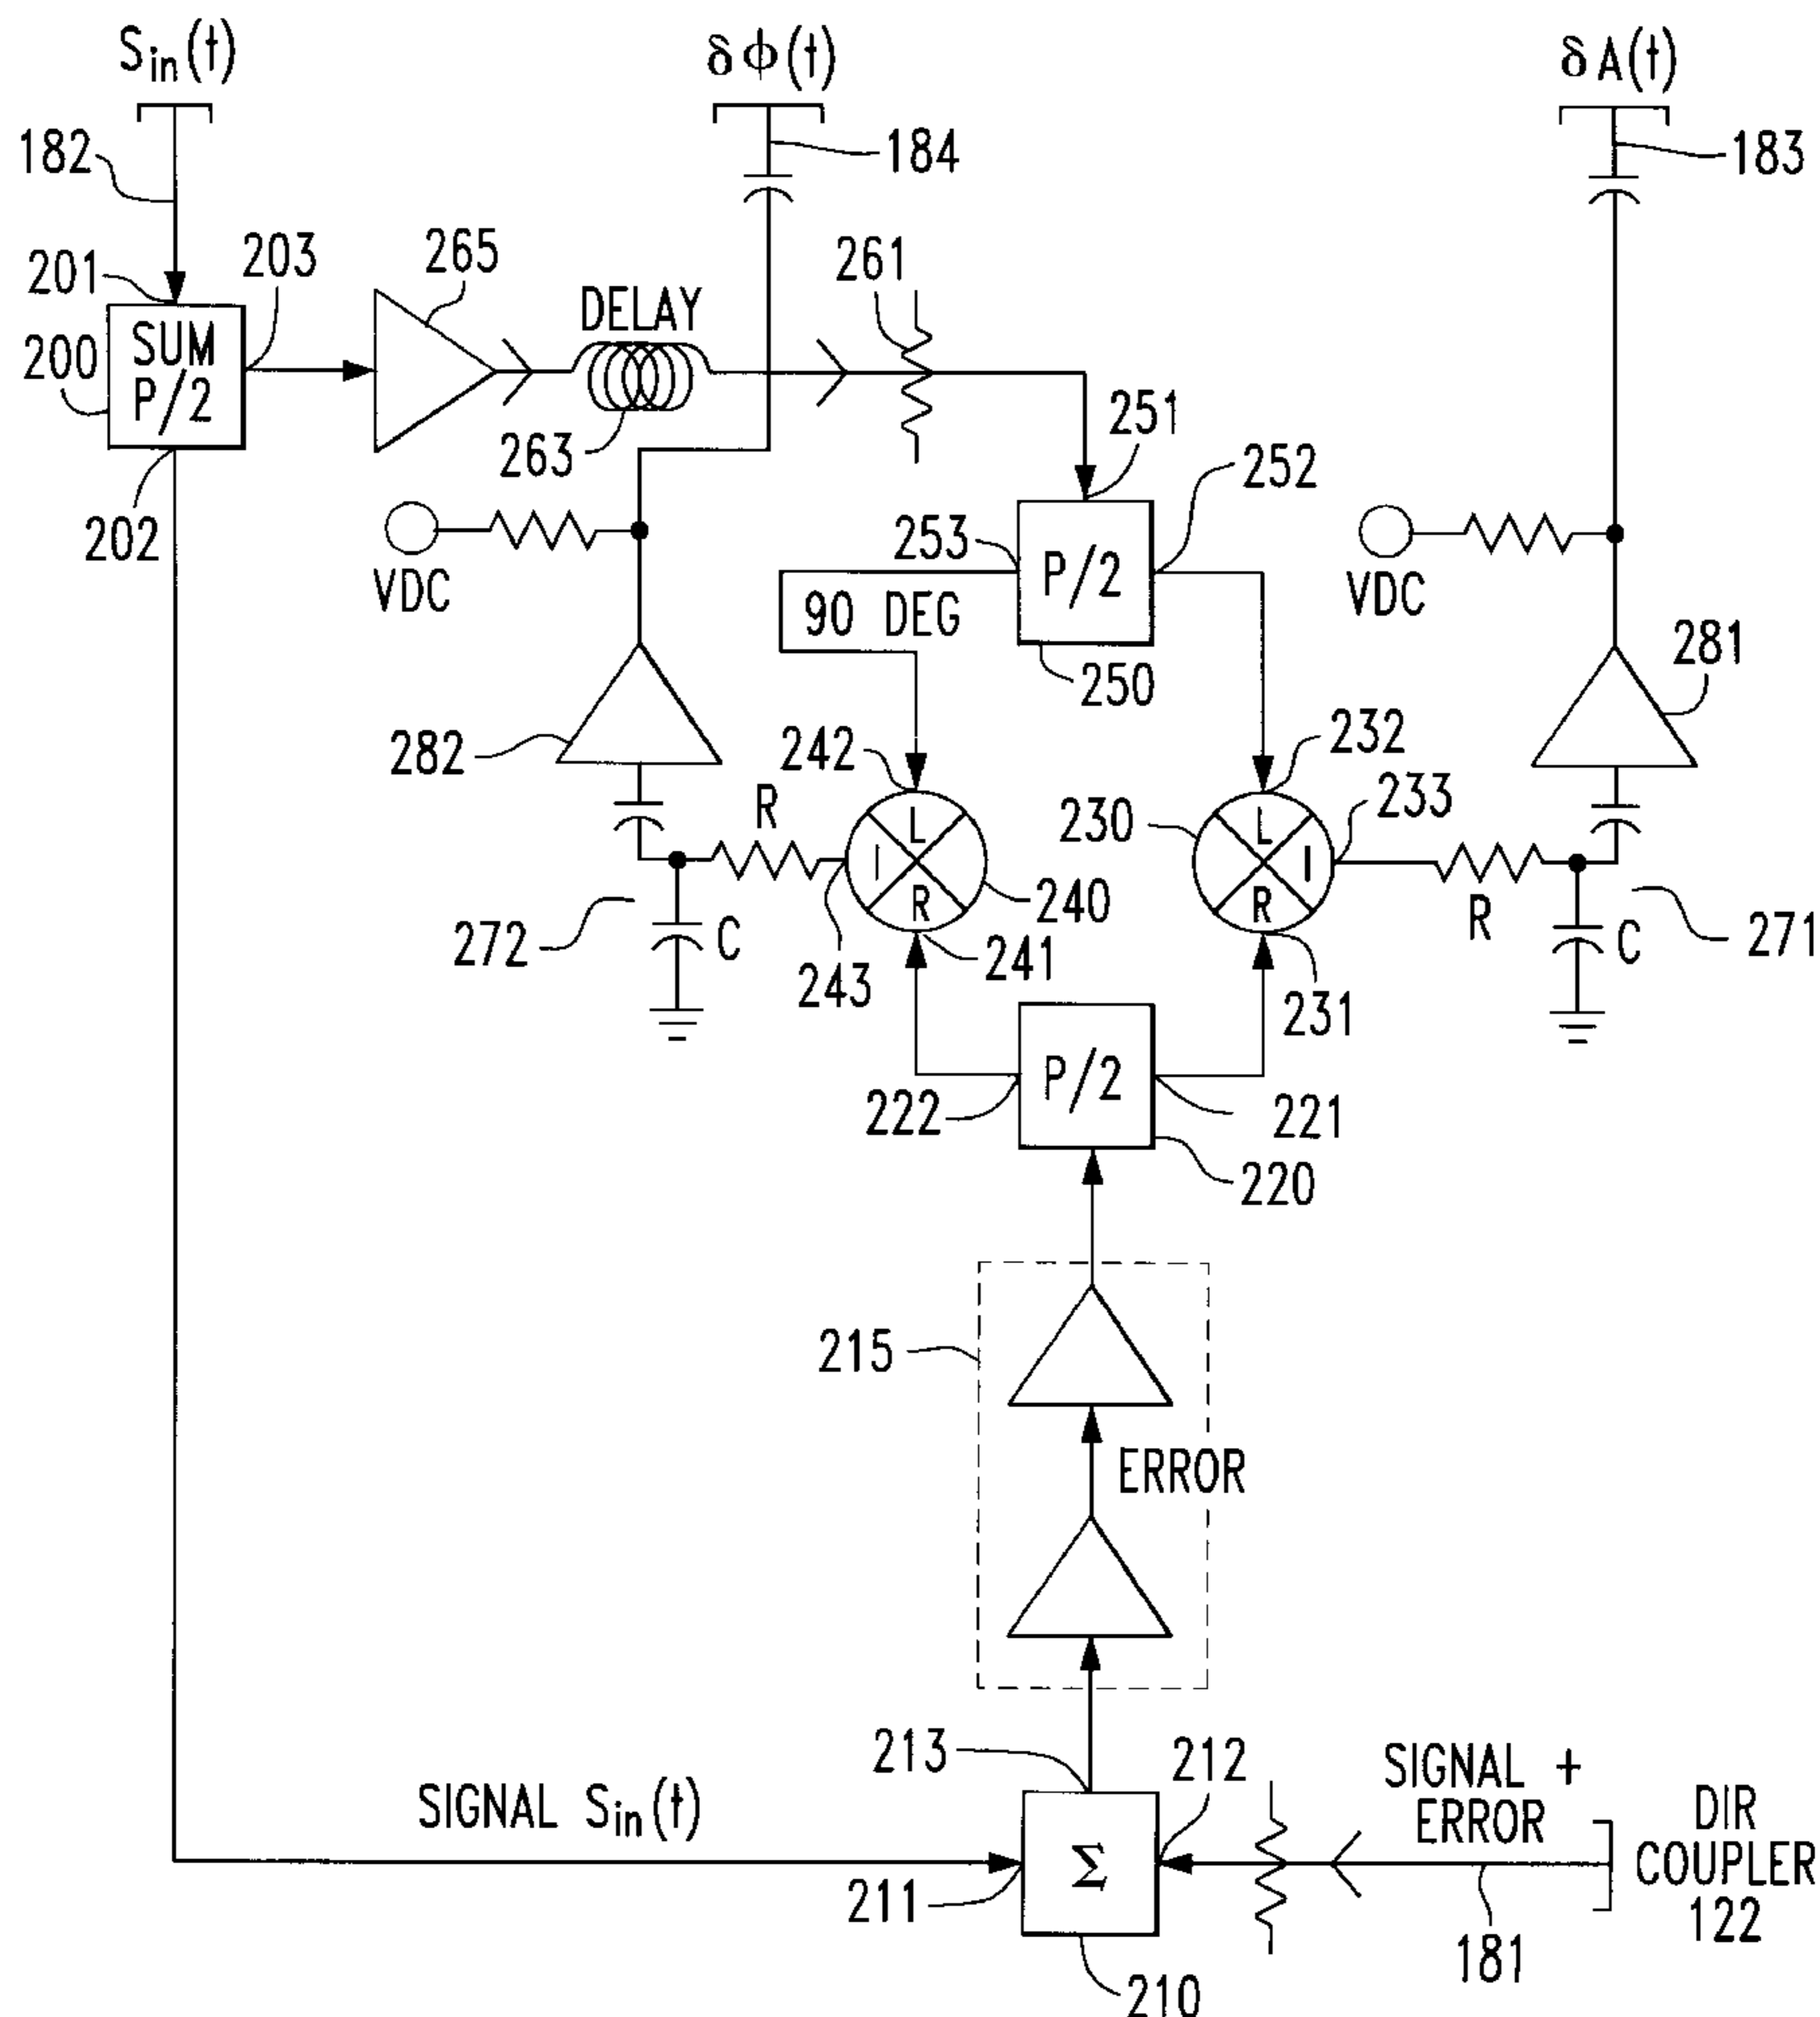 Sin(t)
δϕ(t)
δA(t)
182
184
183
201
203
265
261
DELAY
200
SUM
P/2
263
251
252
202
253
VDC
90 DEG
P/2
VDC
250
281
282
242
232
R
L
I
R
240
230
L
I
R
233
R
272
C
243
241
231
C
271
222
P/2
221
220
215
ERROR
213
212
SIGNAL Sin(t)
SIGNAL +
ERROR
DIR
COUPLER
122
211
Σ
181
210